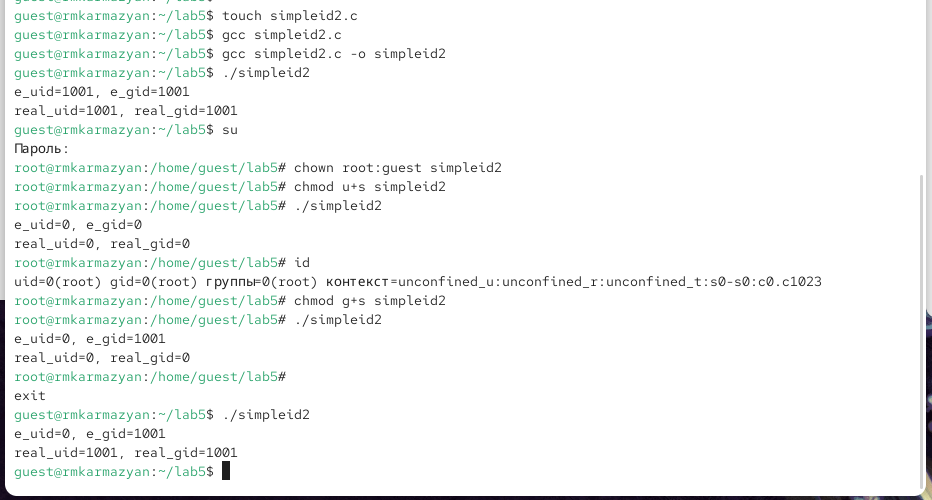 guest@rmkarmazyan:~/lab5$ touch simpleid2.c
guest@rmkarmazyan:~/lab5$ gcc simpleid2.c
guest@rmkarmazyan:~/lab5$ gcc simpleid2.c -o simpleid2
guest@rmkarmazyan:~/lab5$ ./simpleid2
e_uid=1001, e_gid=1001
real_uid=1001, real_gid=1001
guest@rmkarmazyan:~/lab5$ su
Пароль:
root@rmkarmazyan:/home/guest/lab5# chown root:guest simpleid2
root@rmkarmazyan:/home/guest/lab5# chmod u+s simpleid2
root@rmkarmazyan:/home/guest/lab5# ./simpleid2
e_uid=0, e_gid=0
real_uid=0, real_gid=0
root@rmkarmazyan:/home/guest/lab5# id
uid=0(root) gid=0(root) группы=0(root) контекст=unconfined_u:unconfined_r:unconfined_t:s0-s0:c0.c1023
root@rmkarmazyan:/home/guest/lab5# chmod g+s simpleid2
root@rmkarmazyan:/home/guest/lab5# ./simpleid2
e_uid=0, e_gid=1001
real_uid=0, real_gid=0
root@rmkarmazyan:/home/guest/lab5#
exit
guest@rmkarmazyan:~/lab5$ ./simpleid2
e_uid=0, e_gid=1001
real_uid=1001, real_gid=1001
guest@rmkarmazyan:~/lab5$